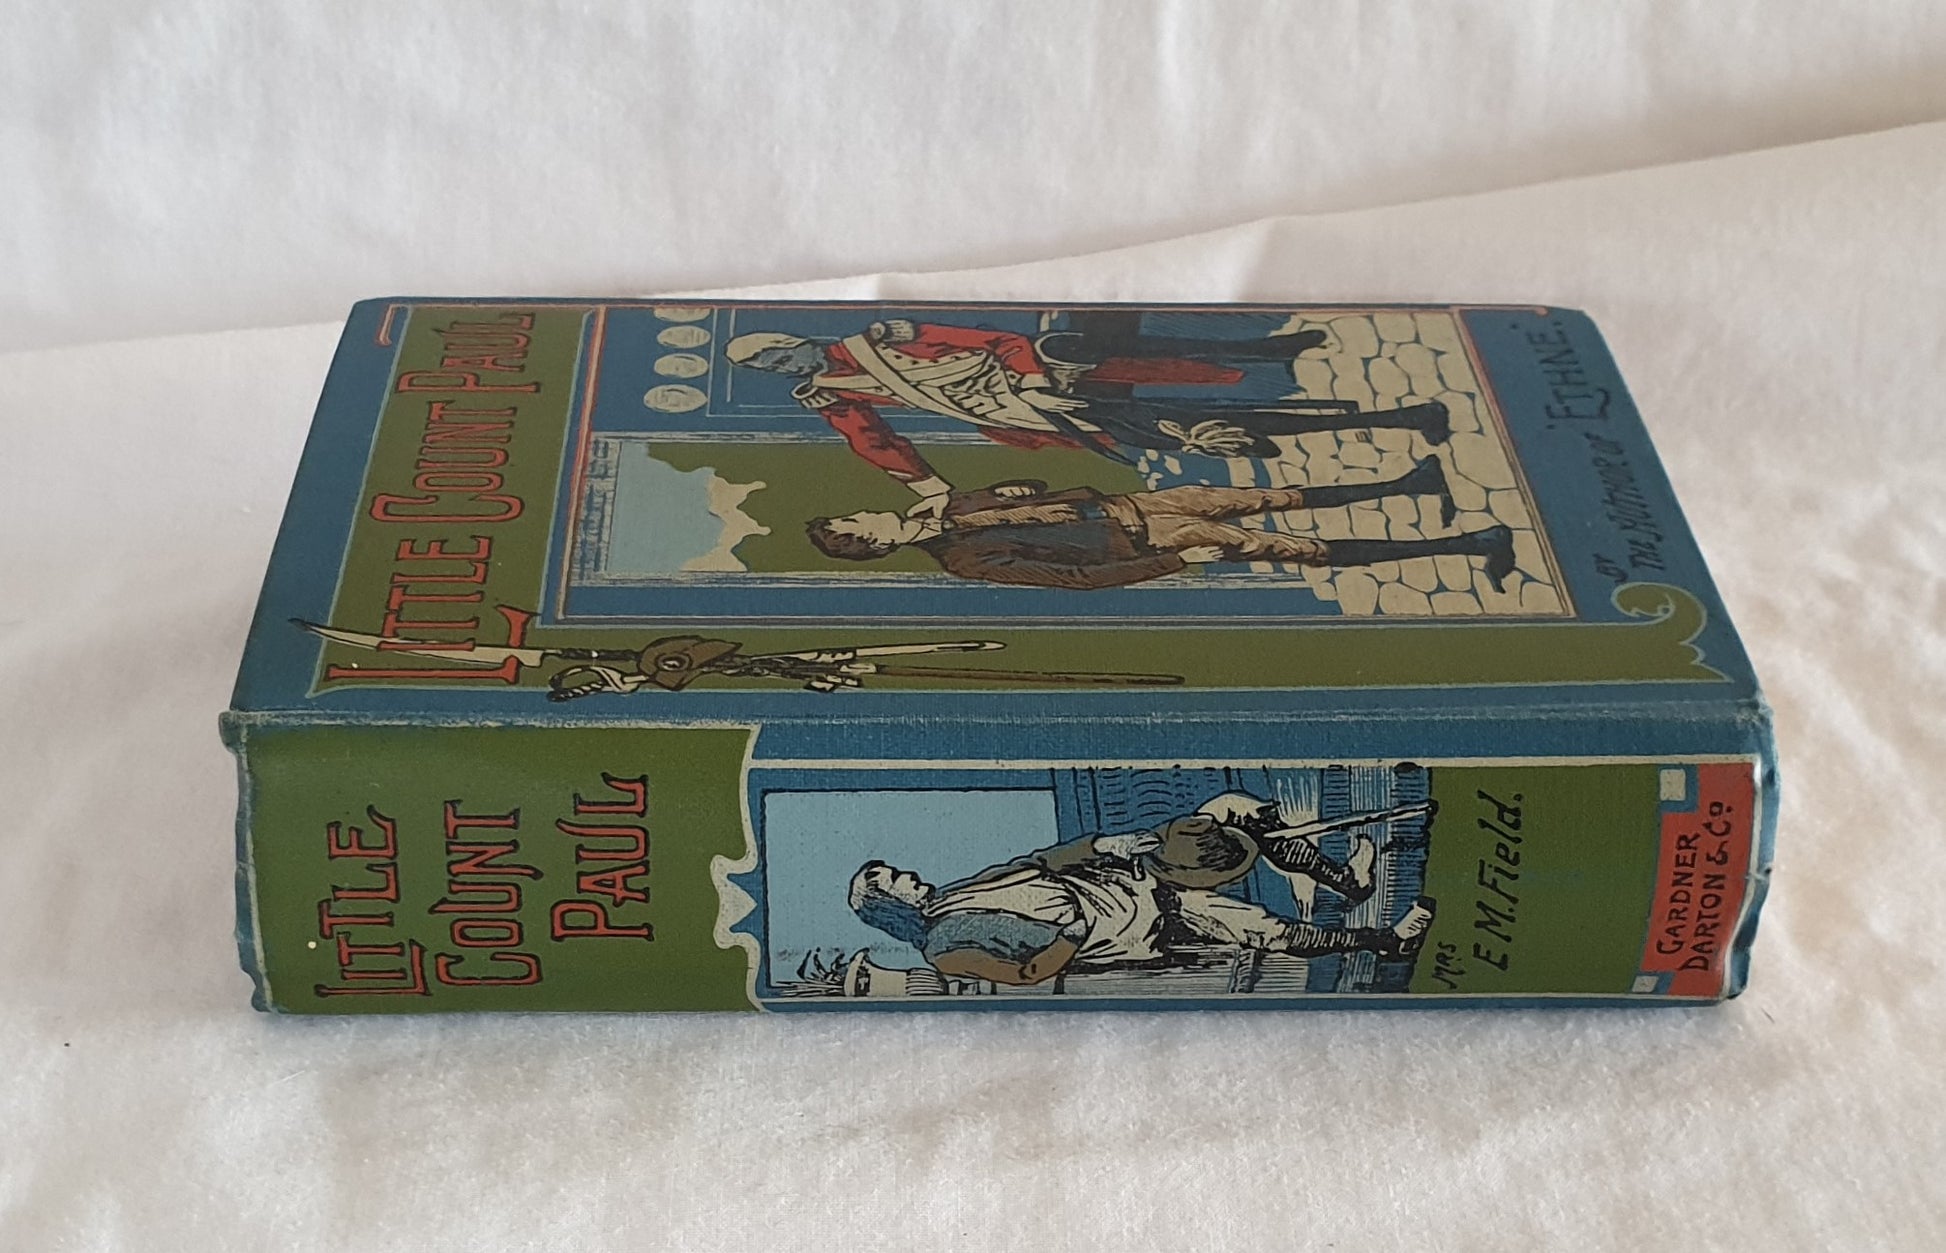 LITTLE COUNT PAUL
BY
THE AUTHOR OF "ETHNE."
LITTLE
COUNT
PAUL
MRS
E M. Field.
GARDNER
DARTON & Co